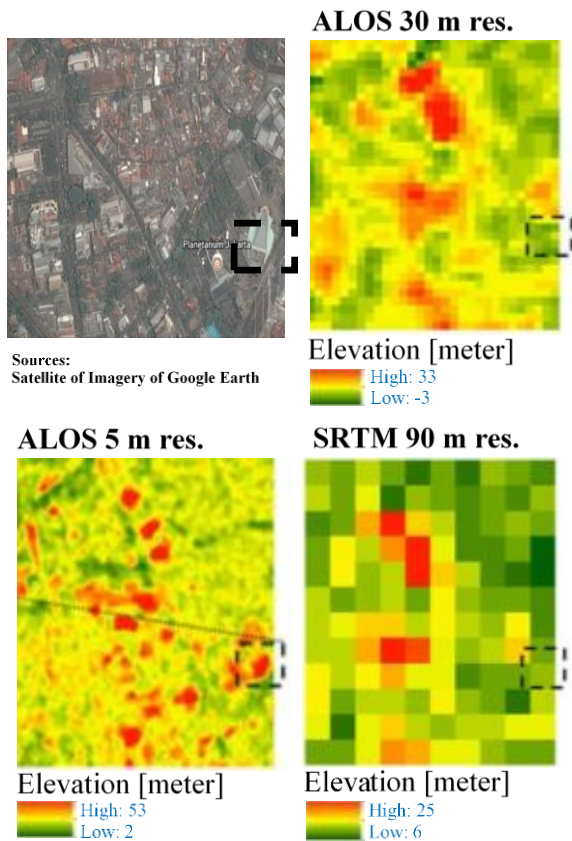 ALOS 30 m res.
Planetarium Jakarta
Sources:
Satellite of Imagery of Google Earth
Elevation [meter]
High: 33
Low: -3
ALOS 5 m res.
SRTM 90 m res.
Elevation [meter]
High: 53
Low: 2
Elevation [meter]
High: 25
Low: 6